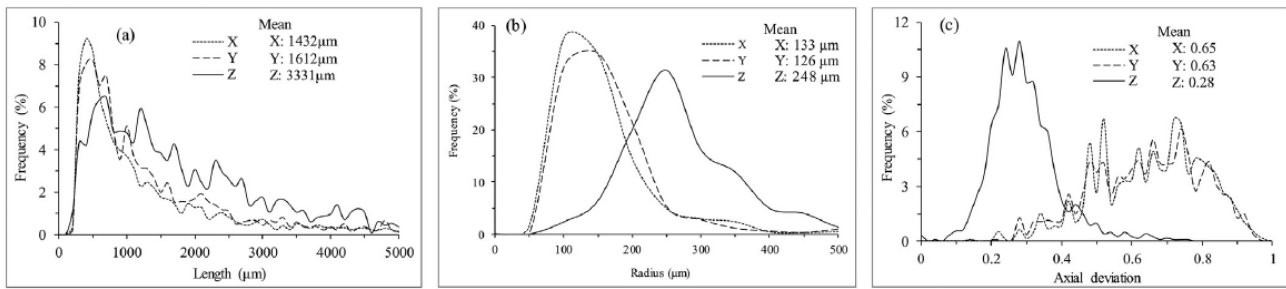 (a)
Mean
X X: 1432µm
Y Y: 1612µm
Z Z: 3331µm
Frequency (%)
10
8
6
4
2
0
0 1000 2000 3000 4000 5000
Length (µm)
(b)
Mean
X X: 133 µm
Y Y: 126 µm
Z Z: 248 µm
Frequency (%)
40
30
20
10
0
0 100 200 300 400 500
Radius (µm)
(c)
Mean
X X: 0.65
Y Y: 0.63
Z Z: 0.28
Frequency (%)
12
9
6
3
0
0 0.2 0.4 0.6 0.8 1
Axial deviation